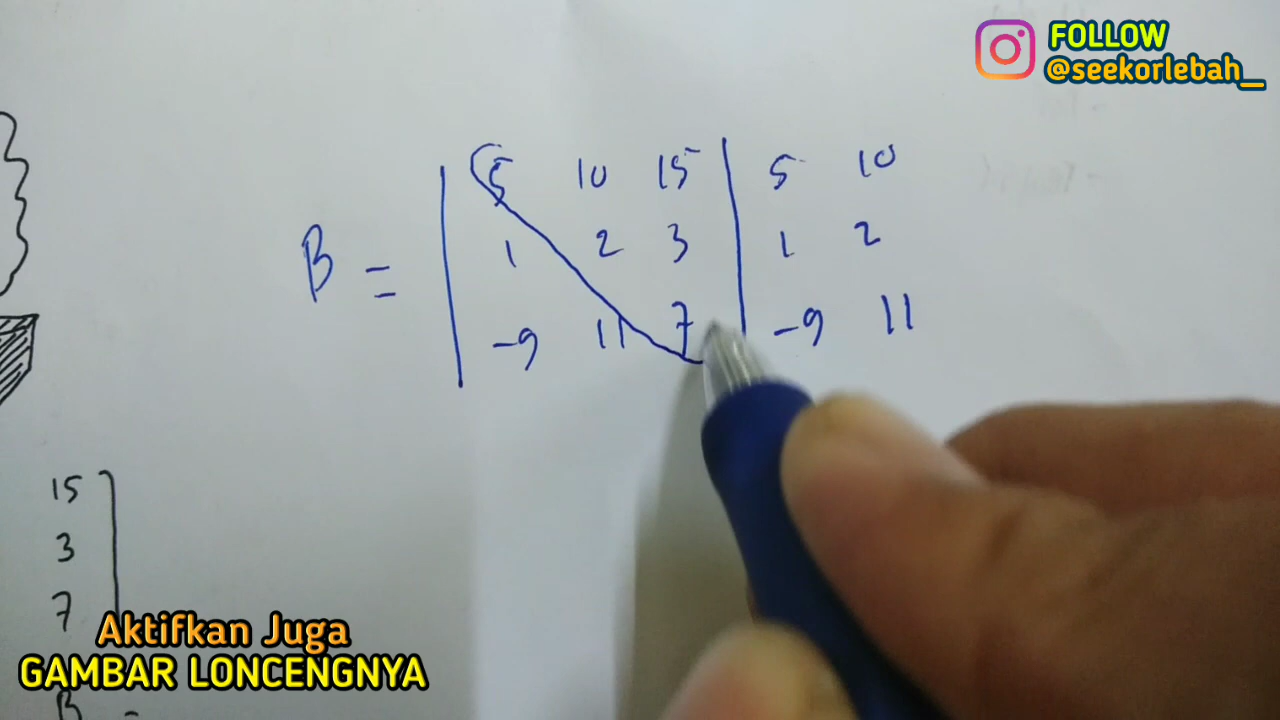 FOLLOW
@seekorlebah_
B = | 5 10 15 | 5 10
1 2 3 | 1 2
-9 11 7 | -9 11
15
3
7
Aktifkan Juga
GAMBAR LONCENGNYA